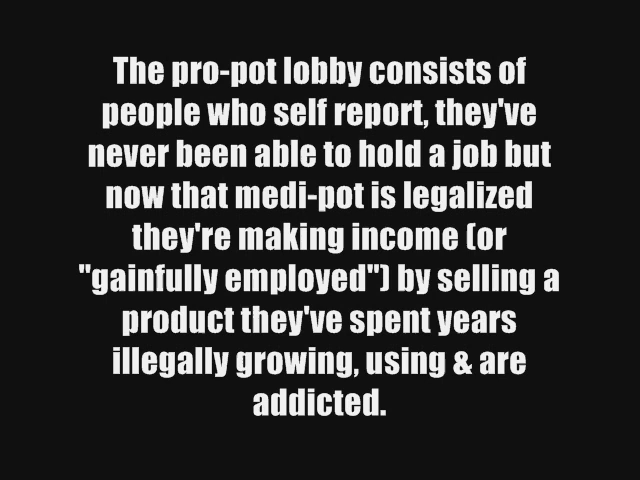 The pro-pot lobby consists of
people who self report, they've
never been able to hold a job but
now that medi-pot is legalized
they're making income (or
"gainfully employed") by selling a
product they've spent years
illegally growing, using & are
addicted.